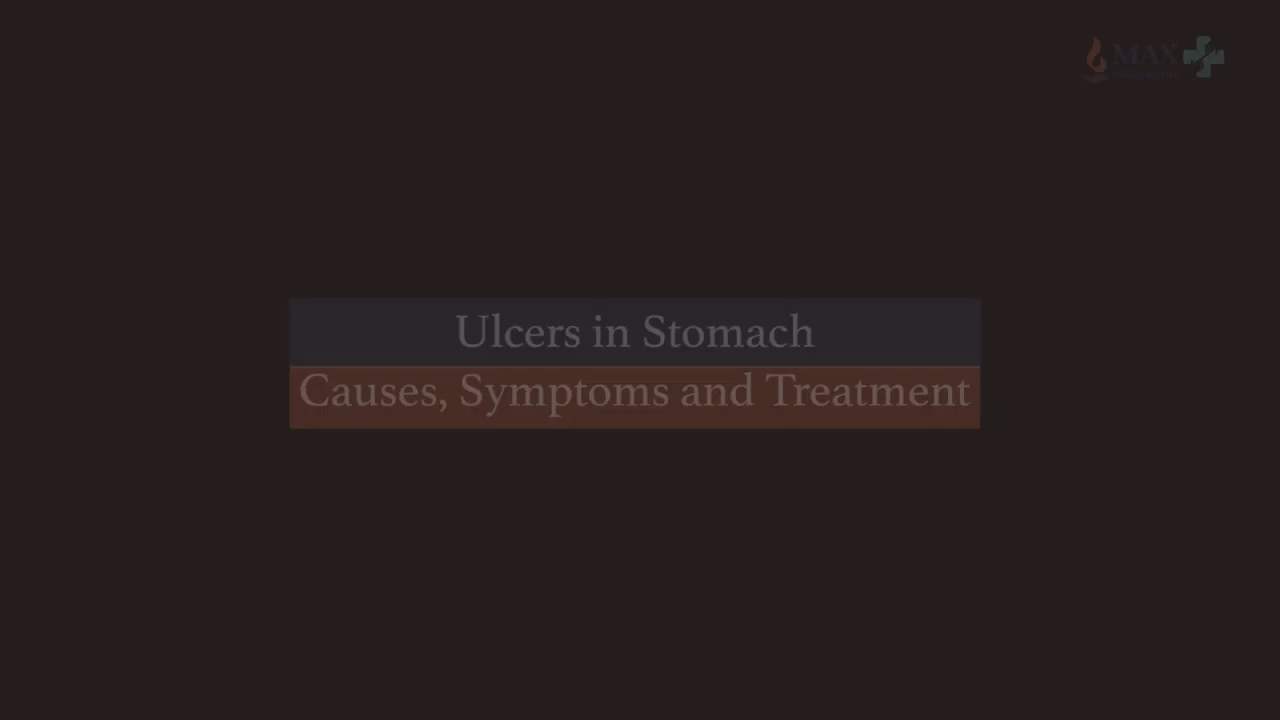 MAX
Ulcers in Stomach
Causes, Symptoms and Treatment